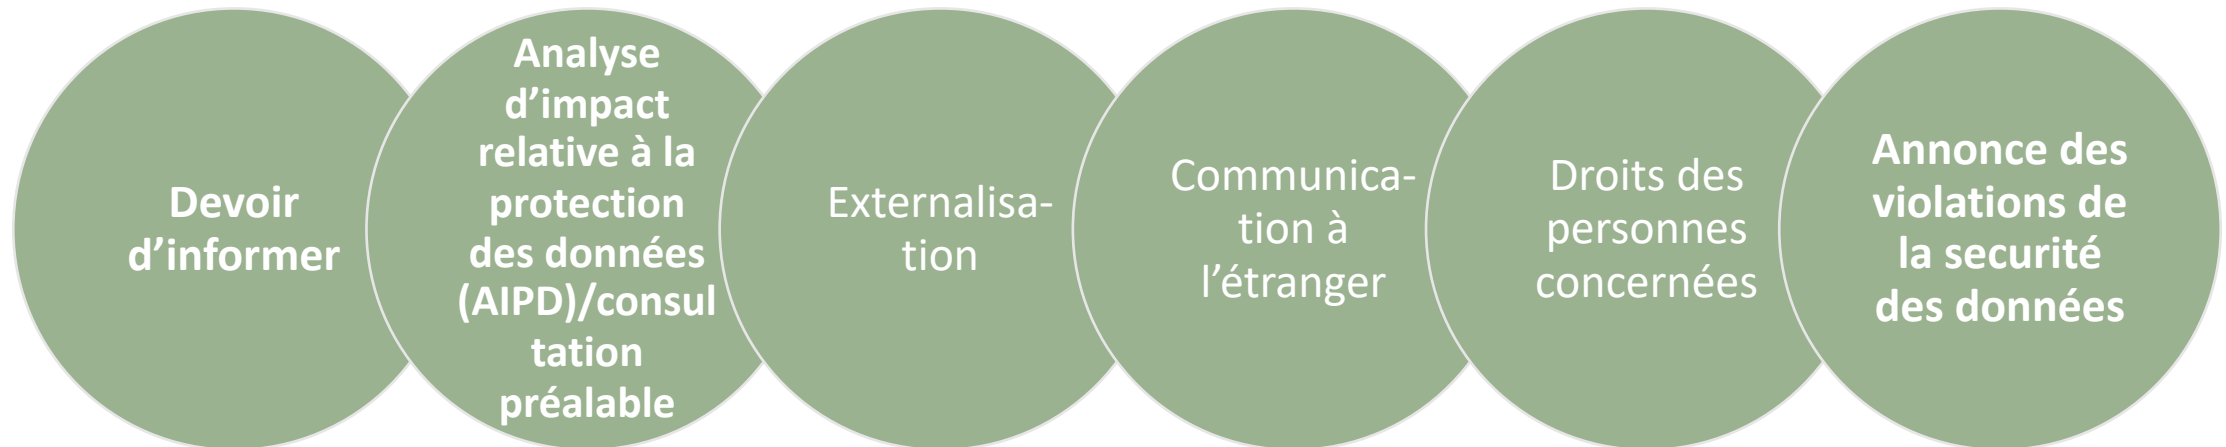 Devoir
d’informer
Analyse
d’impact
relative à la
protection
des données
(AIPD)/consul
tation
préalable
Externalisa-
tion
Communica-
tion à
l’étranger
Droits des
personnes
concernées
Annonce des
violations de
la securité
des données